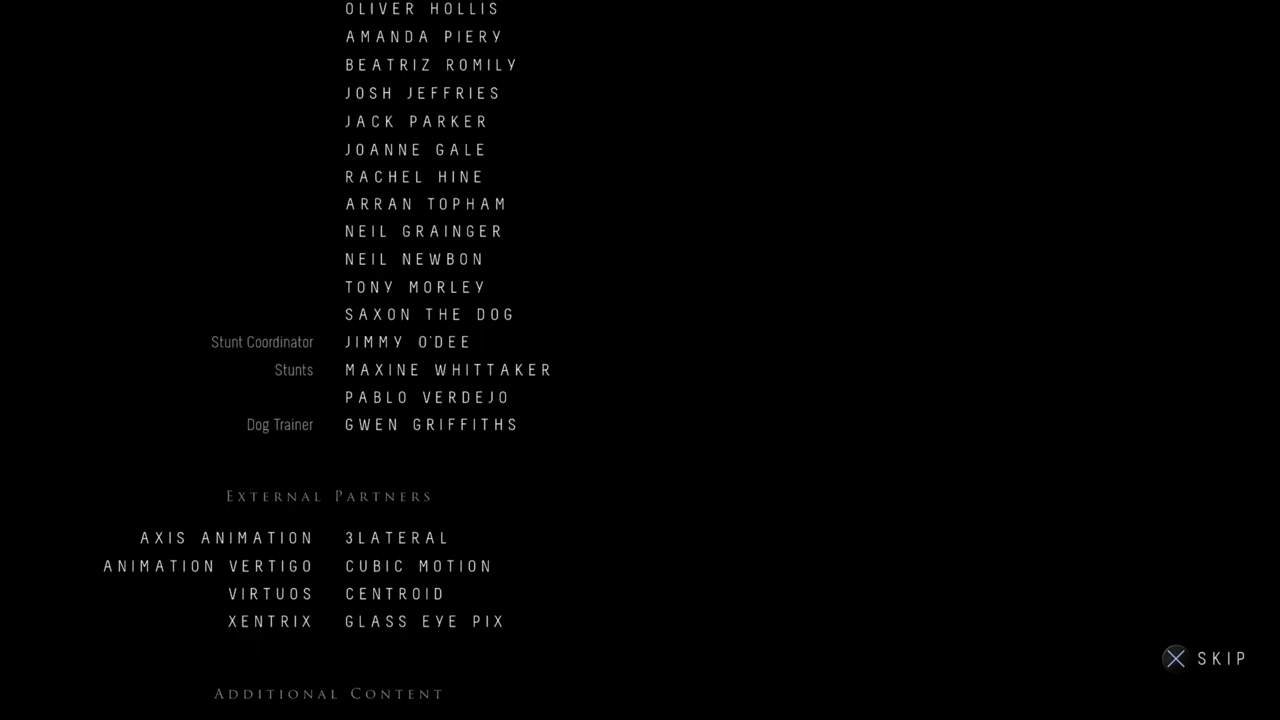 OLIVER HOLLIS
AMANDA PIERY
BEATRIZ ROMILY
JOSH JEFFRIES
JACK PARKER
JOANNE GALE
RACHEL HINE
ARRAN TOPHAM
NEIL GRAINGER
NEIL NEWBON
TONY MORLEY
SAXON THE DOG
Stunt Coordinator JIMMY O'DEE
Stunts MAXINE WHITTAKER
PABLO VERDEJO
Dog Trainer GWEN GRIFFITHS
EXTERNAL PARTNERS
AXIS ANIMATION 3LATERAL
ANIMATION VERTIGO CUBIC MOTION
VIRTUOS CENTROID
XENTRIX GLASS EYE PIX
SKIP
ADDITIONAL CONTENT